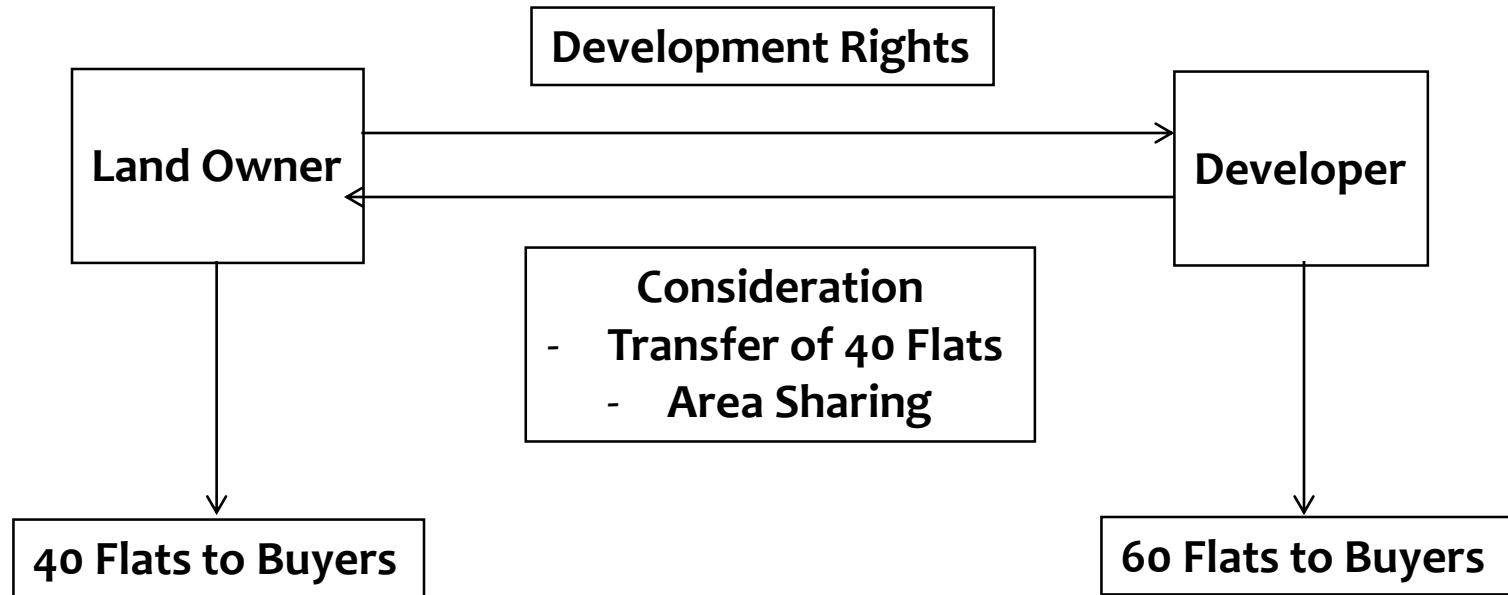 Development Rights
Land Owner
Developer
Consideration
- Transfer of 40 Flats
- Area Sharing
40 Flats to Buyers
60 Flats to Buyers